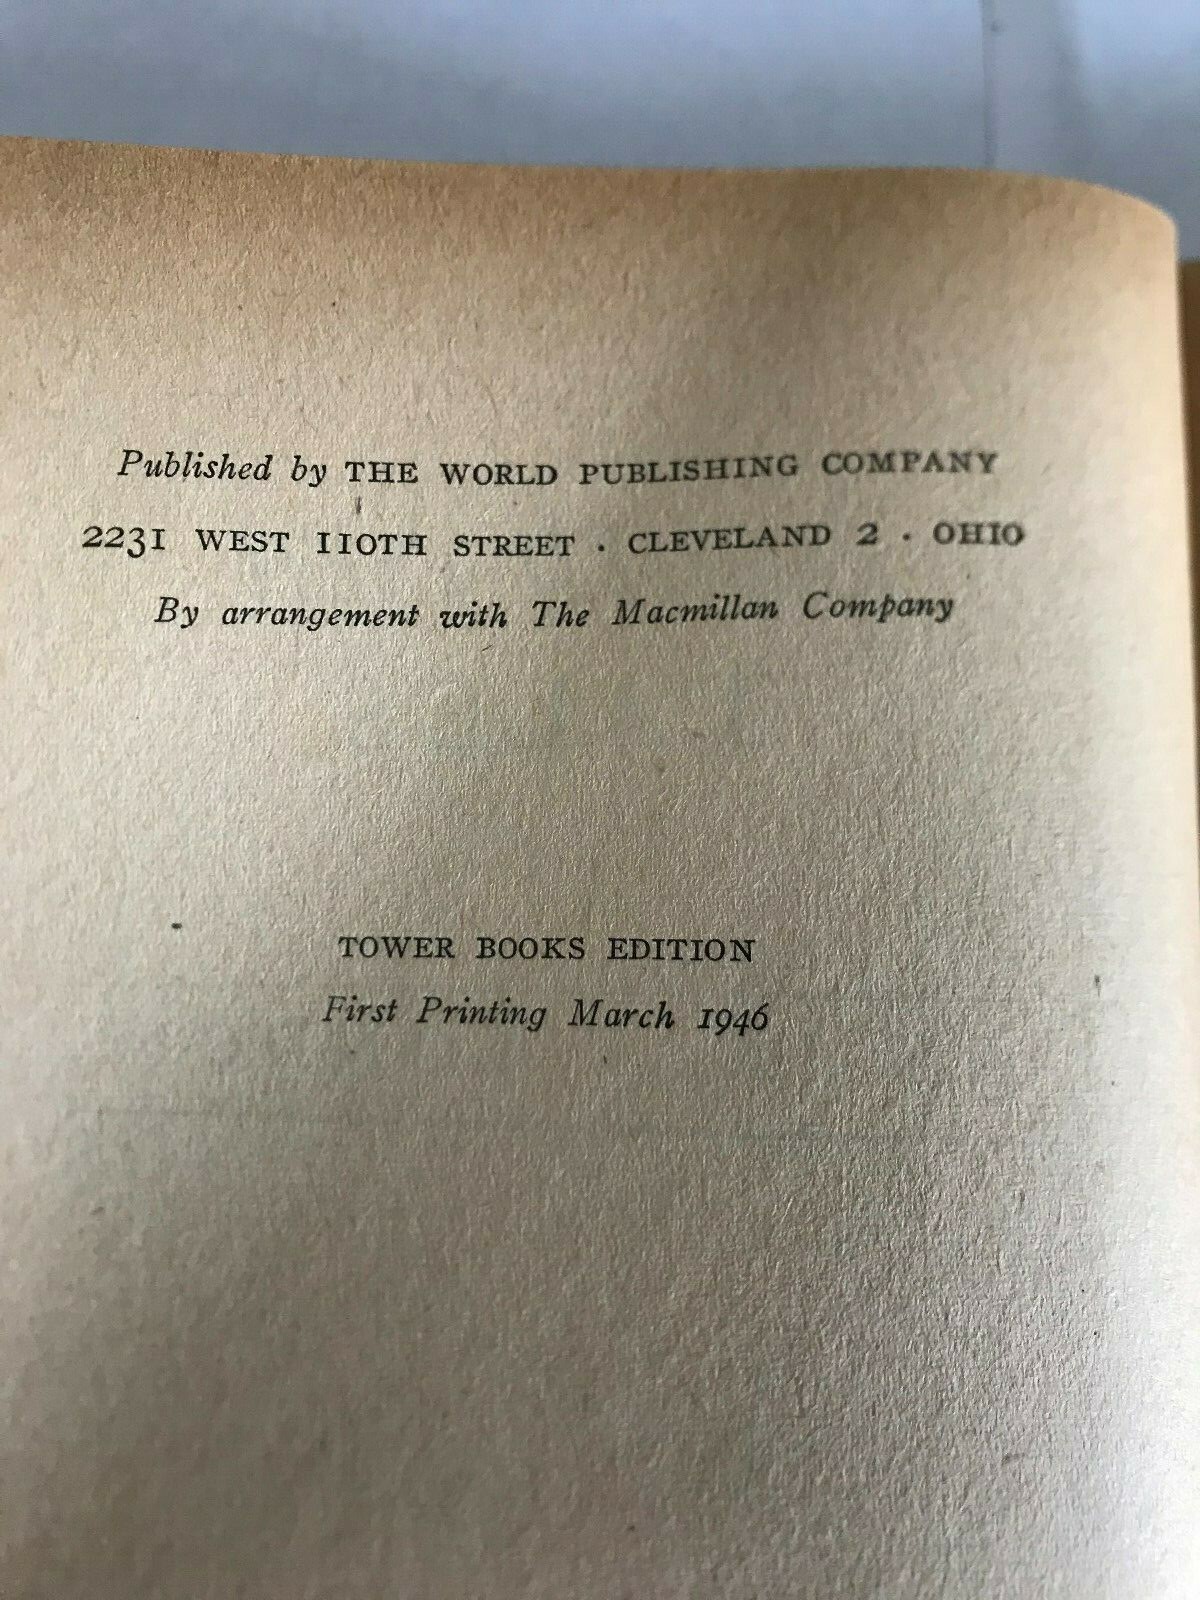 Published by THE WORLD PUBLISHING COMPANY
2231 WEST 110TH STREET · CLEVELAND 2 · OHIO
By arrangement with The Macmillan Company
TOWER BOOKS EDITION
First Printing March 1946